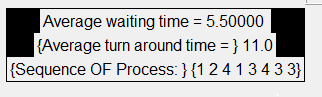 Average waiting time = 5.50000
{Average turn around time = } 11.0
{Sequence OF Process: } {1 2 4 1 3 4 3 3}